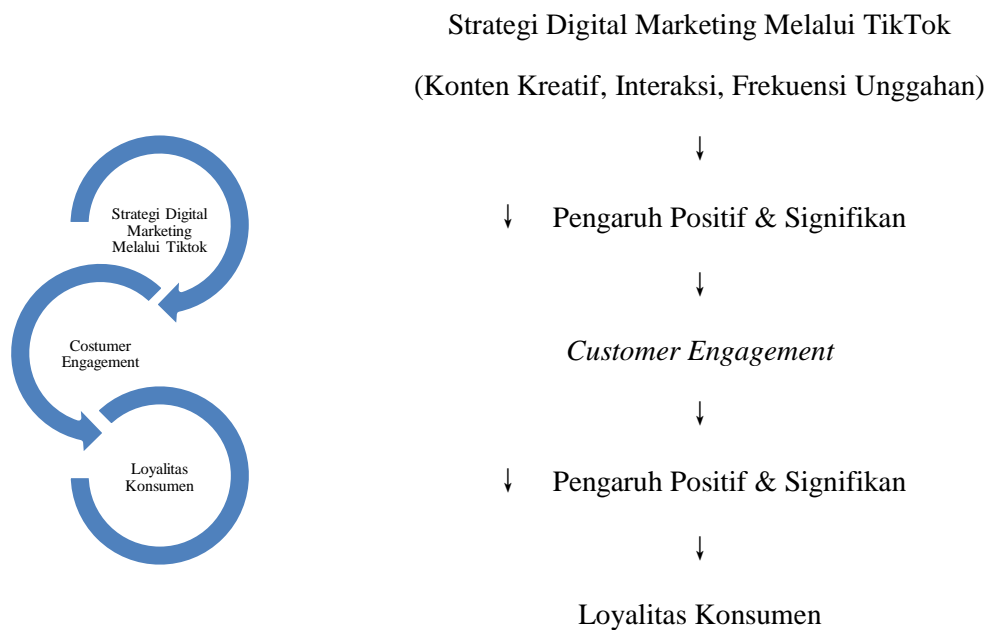 Strategi Digital Marketing Melalui TikTok
(Konten Kreatif, Interaksi, Frekuensi Unggahan)
↓
↓ Pengaruh Positif & Signifikan
↓
Customer Engagement
↓
↓ Pengaruh Positif & Signifikan
↓
Loyalitas Konsumen
Strategi Digital
Marketing
Melalui Tiktok
Costumer
Engagement
Loyalitas
Konsumen